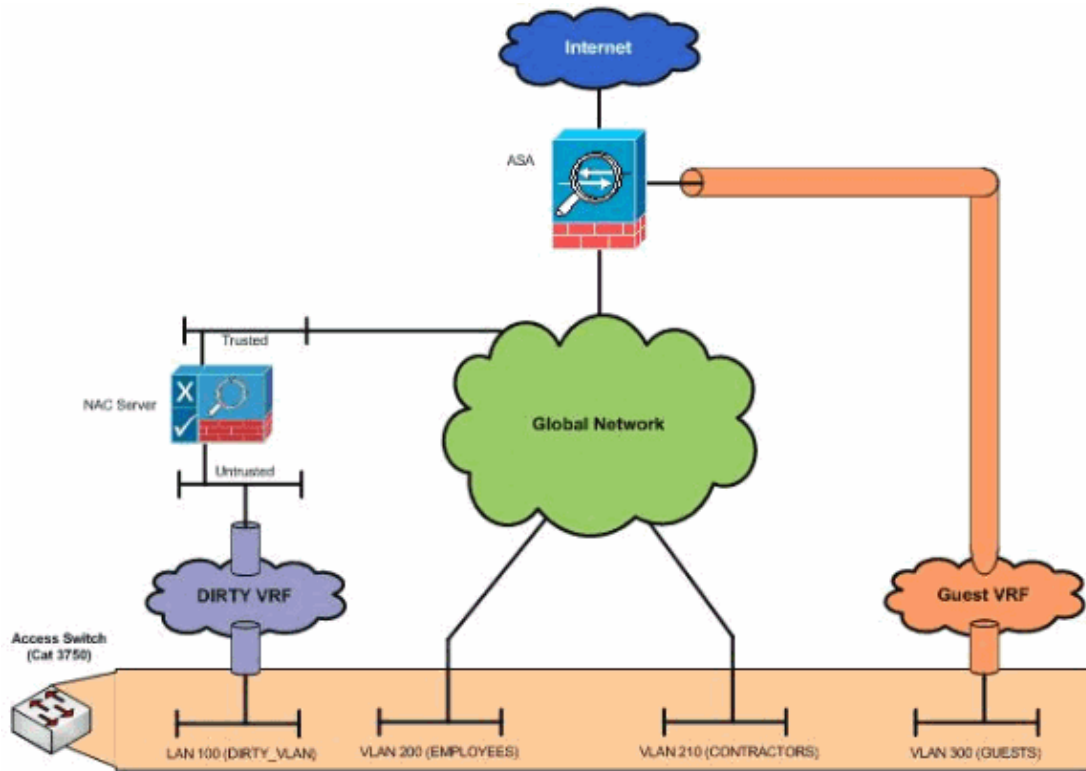 Internet
ASA
Trusted
NAC Server
Global Network
Untrusted
DIRTY VRF
Guest VRF
Access Switch
(Cat 3750)
LAN 100 (DIRTY_VLAN)
VLAN 200 (EMPLOYEES)
VLAN 210 (CONTRACTORS)
VLAN 300 (GUESTS)